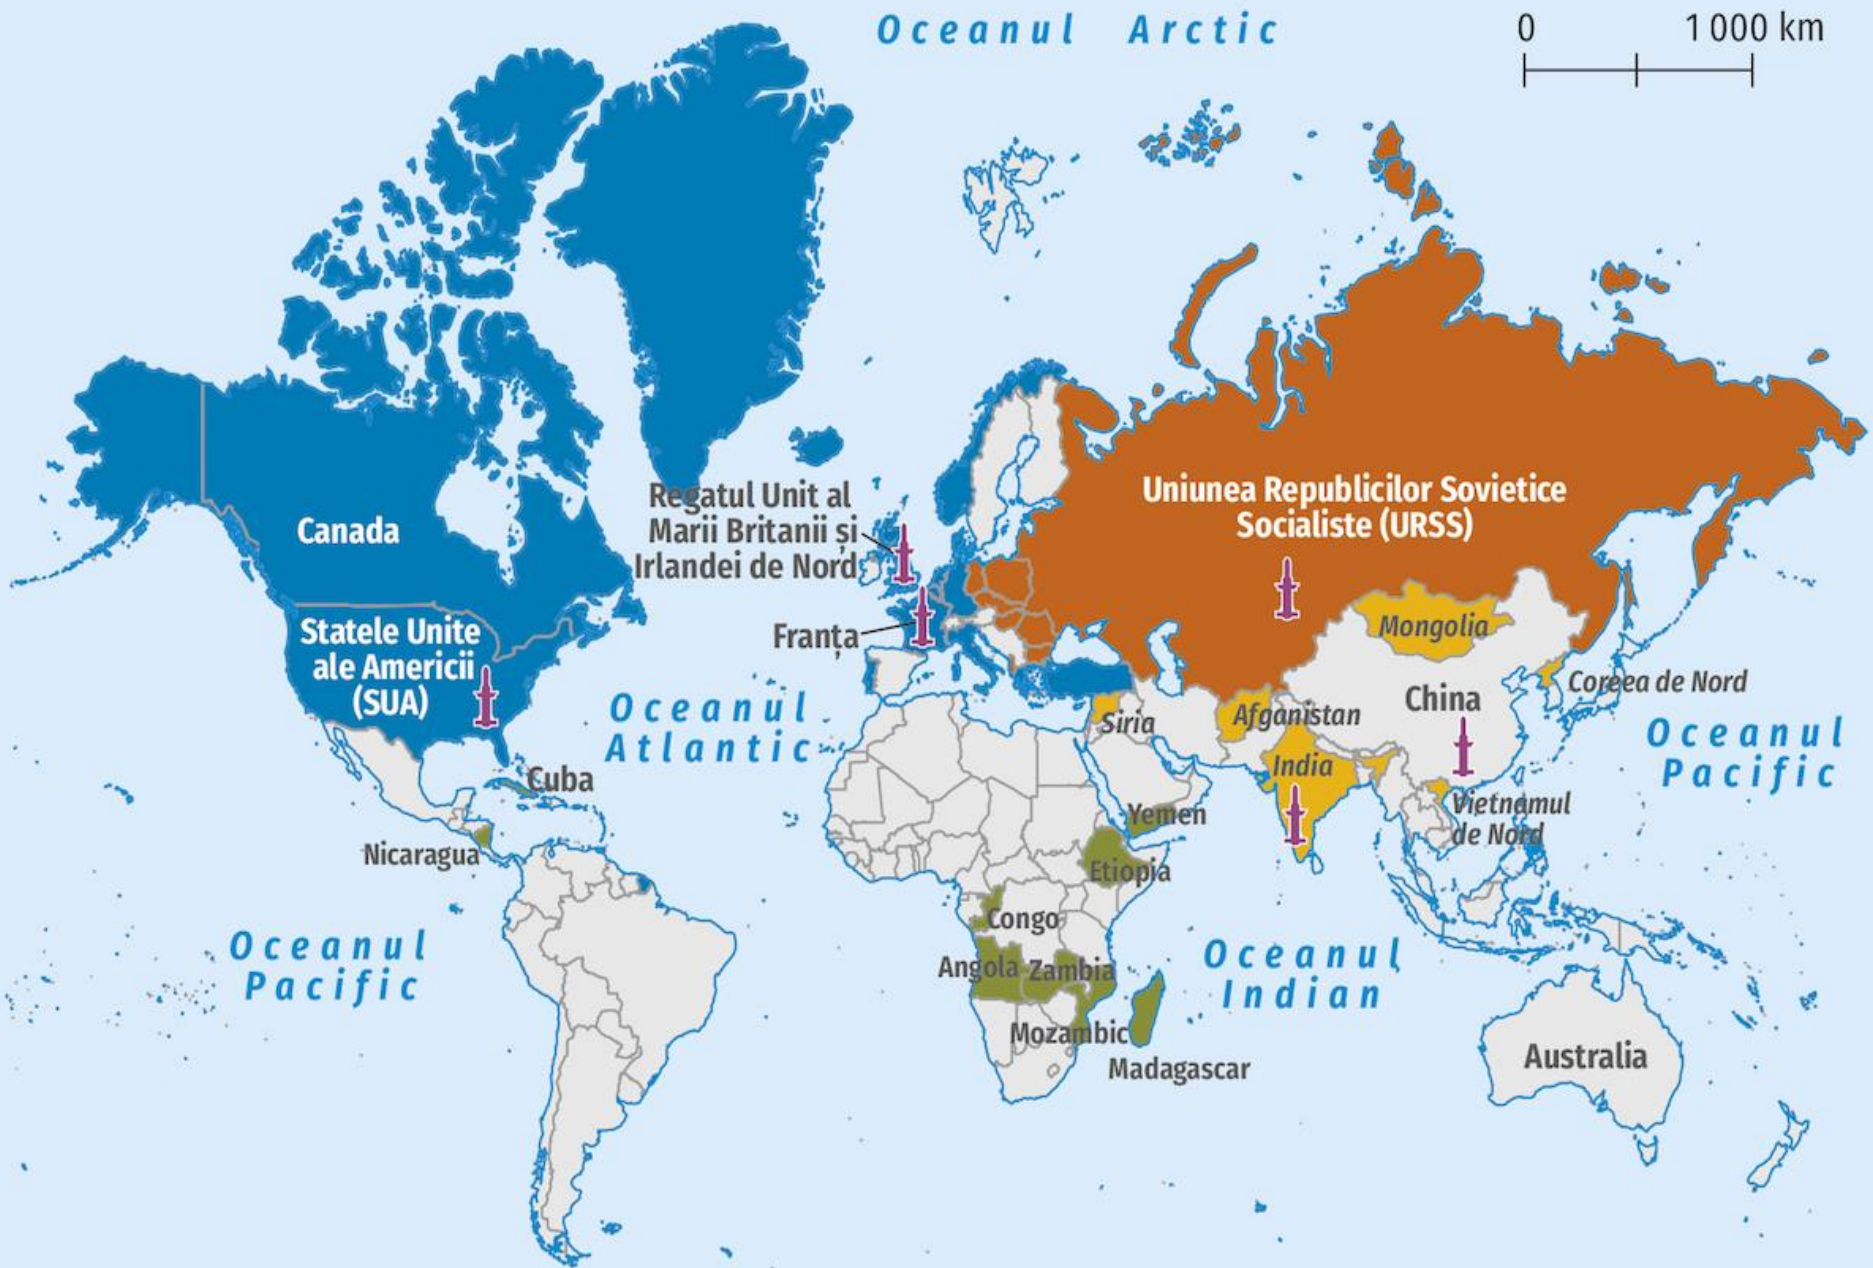 Oceanul Arctic
0 1 000 km
Canada
Regatul Unit al
Marii Britanii și
Irlandei de Nord
Uniunea Republicilor Sovietice
Socialiste (URSS)
Statele Unite
ale Americii
(SUA)
Franța
Mongolia
Coreea de Nord
China
Oceanul
Atlantic
Siria
Afganistan
Oceanul
Pacific
India
Cuba
Vietnamul
de Nord
Yemen
Nicaragua
Etiopia
Congo
Oceanul
Pacific
Angola
Zambia
Oceanul
Indian
Mozambic
Madagascar
Australia